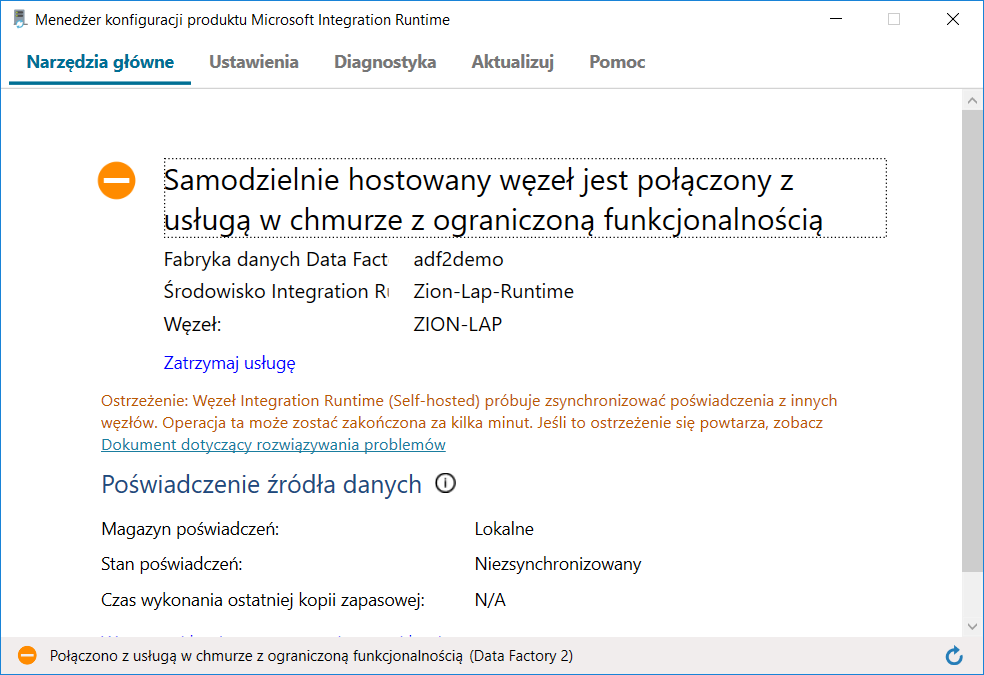 Menedżer konfiguracji produktu Microsoft Integration Runtime
Narzędzia główne Ustawienia Diagnostyka Aktualizuj Pomoc
Samodzielnie hostowany węzeł jest połączony z
usługą w chmurze z ograniczoną funkcjonalnością
Fabryka danych Data Fact adf2demo
Środowisko Integration Zion-Lap-Runtime
Węzeł: ZION-LAP
Zatrzymaj usługę
Ostrzeżenie: Węzeł Integration Runtime (Self-hosted) próbuje zsynchronizować poświadczenia z innych
węzłów. Operacja ta może zostać zakończona za kilka minut. Jeśli to ostrzeżenie się powtarza, zobacz
Dokument dotyczący rozwiązywania problemów
Poświadczenie źródła danych
Magazyn poświadczeń: Lokalne
Stan poświadczeń: Niezsynchronizowany
Czas wykonania ostatniej kopii zapasowej: N/A
Połączono z usługą w chmurze z ograniczoną funkcjonalnością (Data Factory 2)